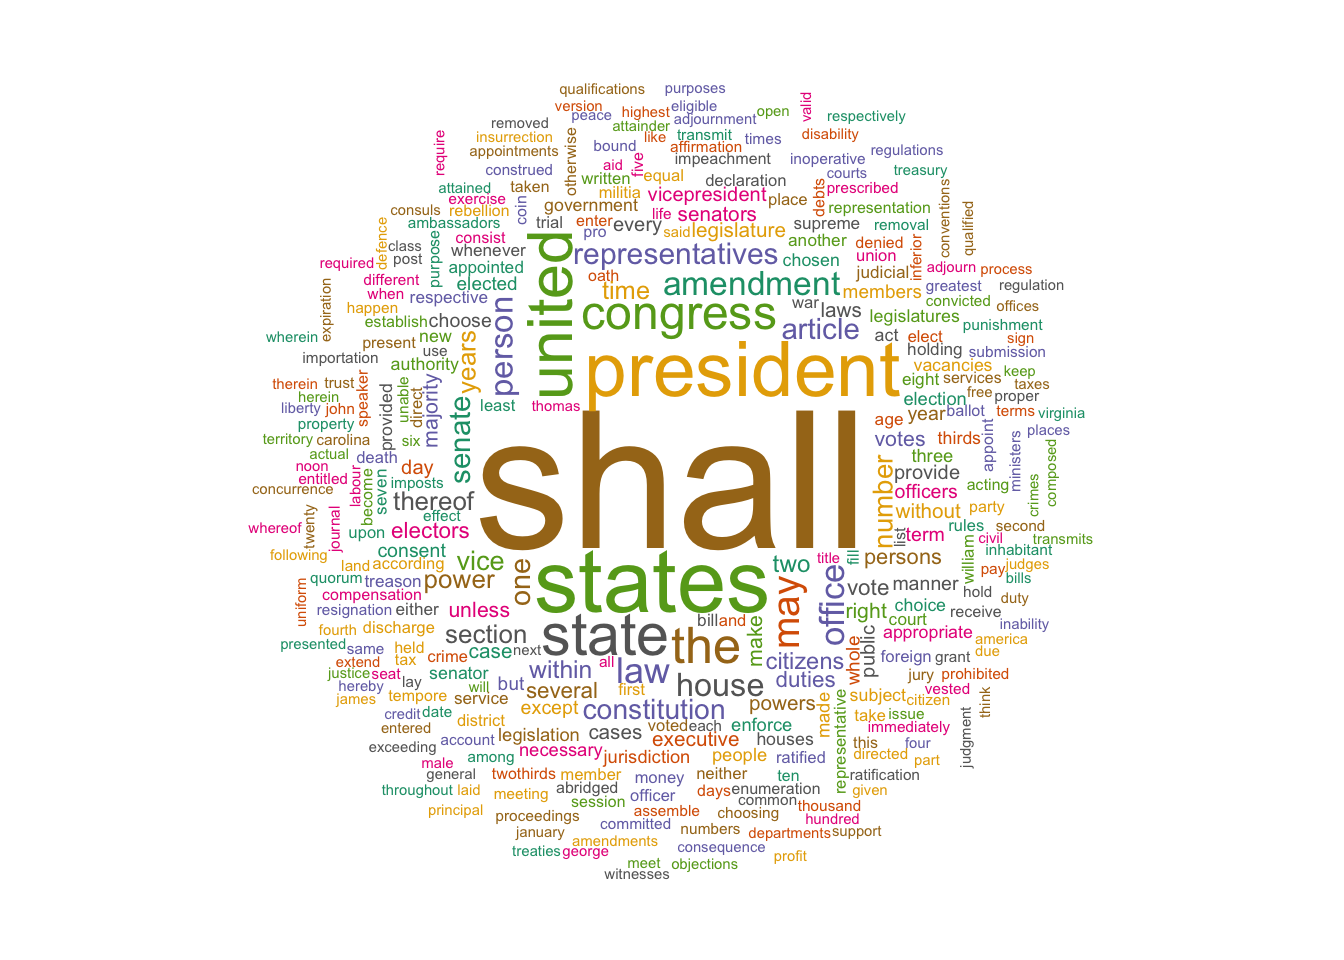 qualifications purposes
version highest eligible open valid
removed peace adjournment respectively
insurrection attainder like transmit times disability
appointments bound affirmation
require construed otherwise aid five impeachment inoperative regulations
attained taken written equal declaration courts treasury
exercise coin militia vicepresident place debts prescribed
consuls rebellion government life senators representation conventions qualified
ambassadors trial enter every said legislature supreme removal
defence class consist pro another denied inferior
post purpose whenever united representatives chosen union
required appointed oath amendment judicial adjourn process
different elected time members greatest regulation
when respective congress war laws convicted offices
happen expiration person article legislatures
establish choose punishment
wherein present new years president act elect sign
importation use holding submission
authority vacancies keep
therein trust speaker unable direct eight services taxes
herein provided majority least thomas election free proper
liberty john senate shall age year ballot terms virginia
property places
territory carolina six votes thirds appoint ministers composed
actual death number three
noon day provide
entitled labour become seven imposts acting crimes
concurrence thereof officers
twenty journal effect without party
whereof upon electors list term rules second
civil transmits
following consent title fill william inhabitant
land according vice states two persons judges
quorum treason power one may office pay bills
uniform compensation vote manner hold duty
resignation either unless right choice receive
fourth discharge section state the bill and make court inability
presented same held case next whole public appropriate america
extend tax crime all citizens foreign grant due
justice seat senator within law house jury prohibited
hereby lay will but several duties subject vested
james tempore service first powers citizen think
credit date except constitution made representative take issue
entered district voted each enforce immediately
exceeding account legislation cases executive houses this four judgment
male among necessary jurisdiction people ratified directed part
general twothirds member money neither ten ratification
throughout laid meeting abridged officer days enumeration given
principal session common thousand
proceedings assemble choosing hundred
january committed numbers departments support
treaties george amendments consequence
meet objections profit
witnesses